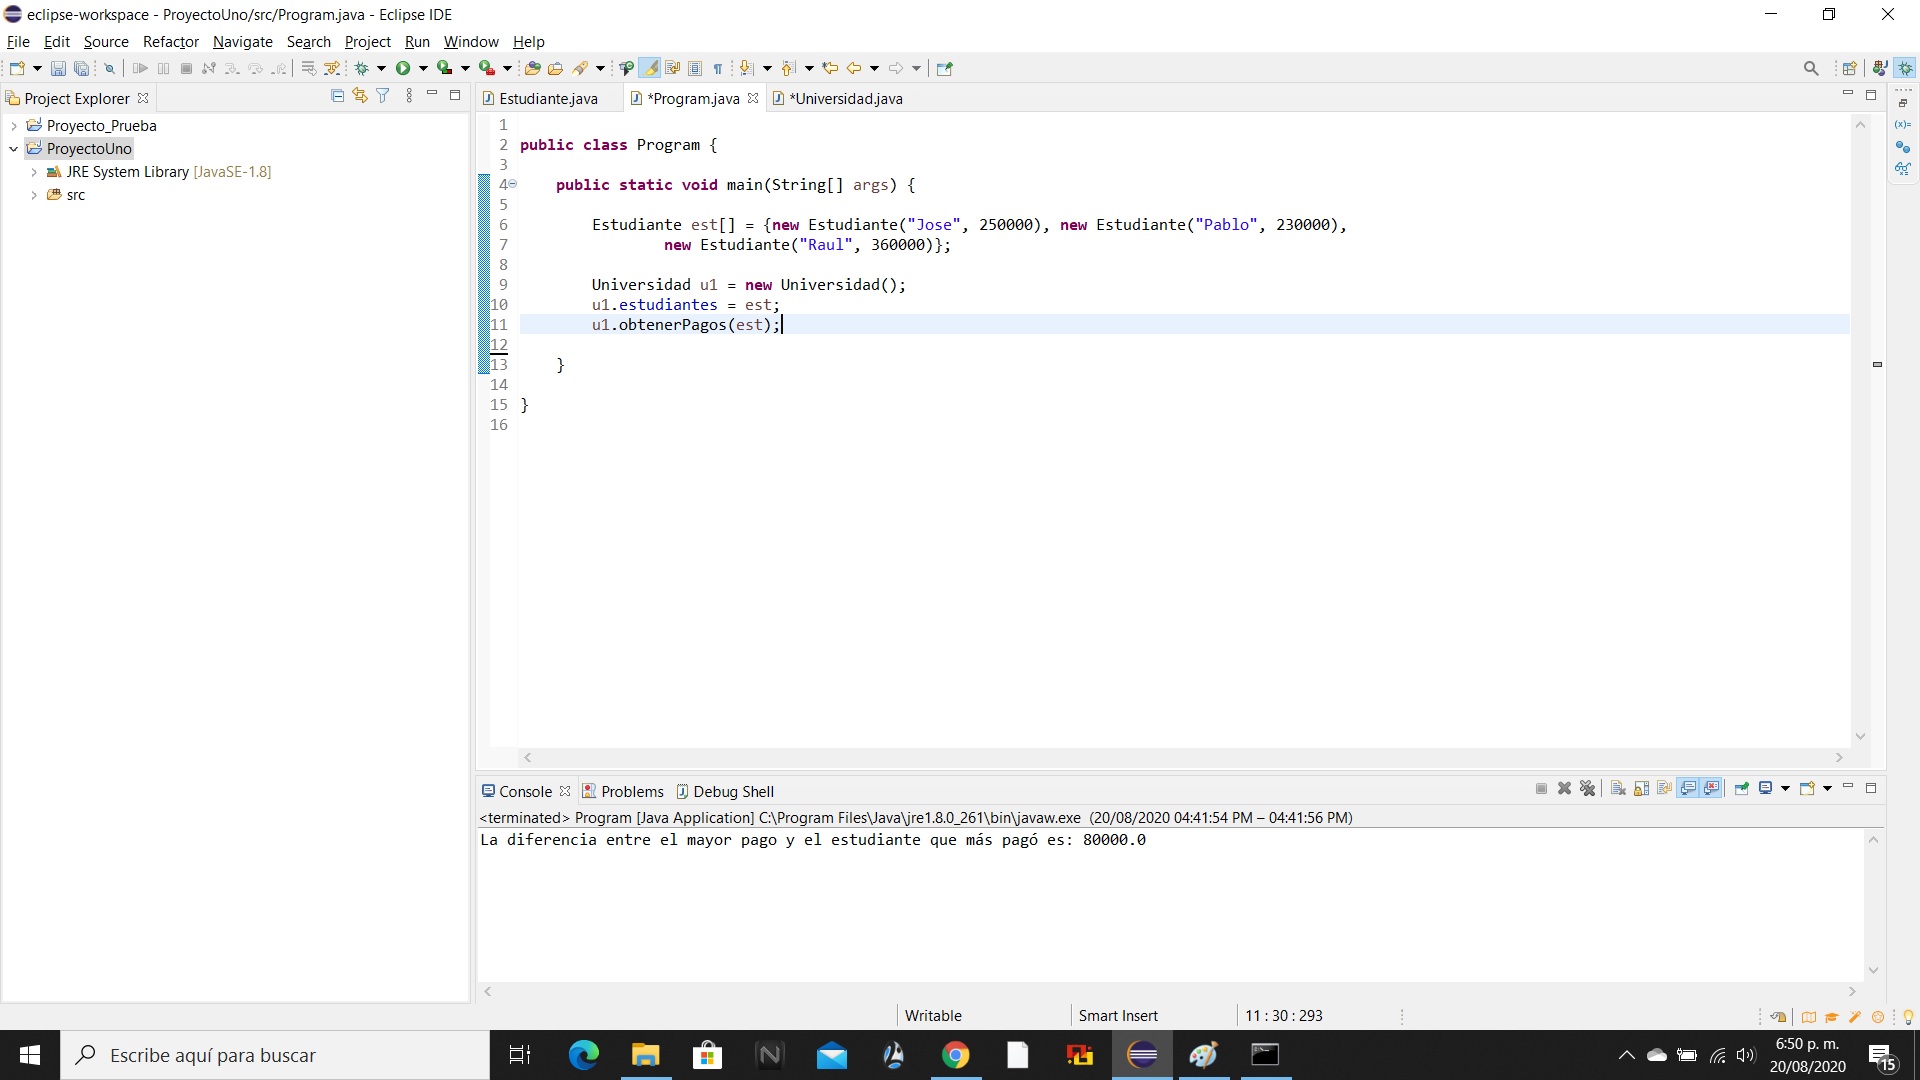 eclipse-workspace - ProyectoUno/src/Program.java - Eclipse IDE
File Edit Source Refactor Navigate Search Project Run Window Help
Project Explorer
Estudiante.java *Program.java *Universidad.java
Proyecto_Prueba
ProyectoUno
JRE System Library [JavaSE-1.8]
src
1
2 public class Program {
3
4 public static void main(String[] args) {
5
6 Estudiante est[] = {new Estudiante("Jose", 250000), new Estudiante("Pablo", 230000),
7 new Estudiante("Raul", 360000)};
8
9 Universidad u1 = new Universidad();
10 u1.estudiantes = est;
11 u1.obtenerPagos(est);
12
13 }
14
15 }
16
(x)=
Console Problems Debug Shell
<terminated> Program [Java Application] C:\Program Files\Java\jre1.8.0_261\bin\javaw.exe (20/08/2020 04:41:54 PM – 04:41:56 PM)
La diferencia entre el mayor pago y el estudiante que más pagó es: 80000.0
Writable Smart Insert 11 : 30 : 293
Escribe aquí para buscar
6:50 p. m.
20/08/2020
15